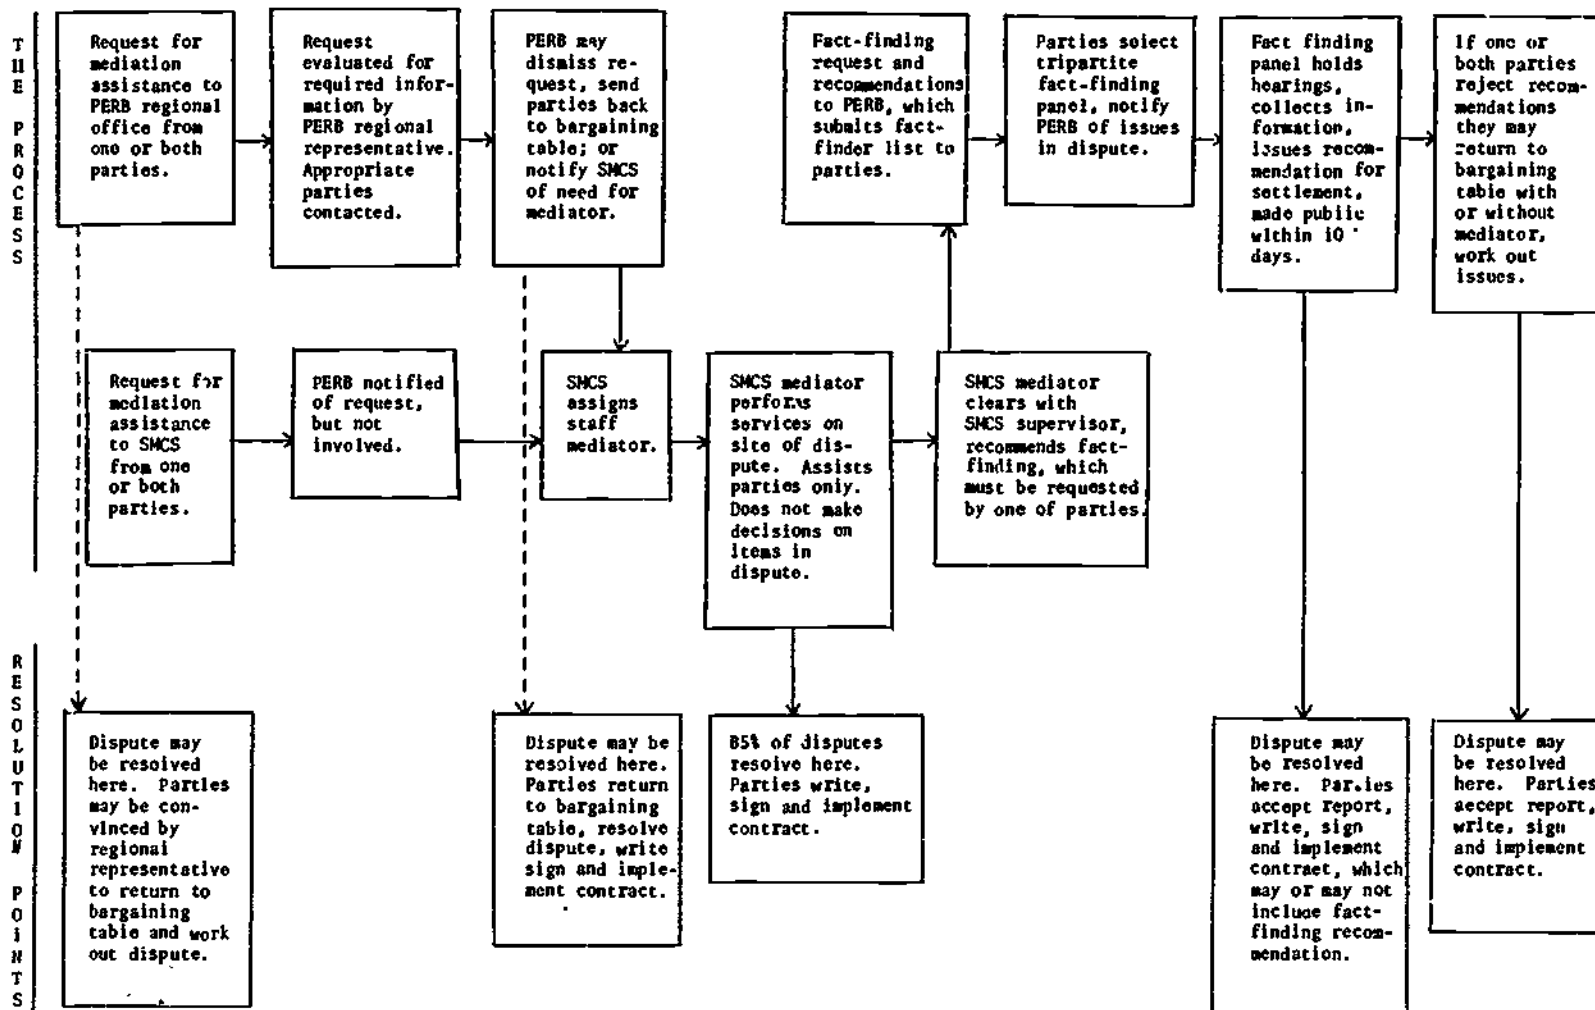 THE PROCESS
Request for
mediation
assistance to
PERB regional
office from
one or both
parties.
Request
evaluated for
required infor-
mation by
PERB regional
representative.
Appropriate
parties
contacted.
PERB may
dismiss re-
quest, send
parties back
to bargaining
table; or
notify SMCS
of need for
mediator.
Fact-finding
request and
recommendations
to PERB, which
submits fact-
finder list to
parties.
Parties select
tripartite
fact-finding
panel, notify
PERB of issues
in dispute.
Fact finding
panel holds
hearings,
collects in-
formation,
issues recom-
mendation for
settlement,
made public
within 10
days.
If one or
both parties
reject recom-
mendations
they may
return to
bargaining
table with
or without
mediator,
work out
issues.
Request for
mediation
assistance
to SMCS
from one
or both
parties.
PERB notified
of request,
but not
involved.
SMCS
assigns
staff
mediator.
SMCS mediator
performs
services on
site of dis-
pute. Assists
parties only.
Does not make
decisions on
items in
dispute.
SMCS mediator
clears with
SMCS supervisor,
recommends fact-
finding, which
must be requested
by one of parties.
RESOLUTION POINTS
Dispute may
be resolved
here. Parties
may be con-
vinced by
regional
representative
to return to
bargaining
table and work
out dispute.
Dispute may be
resolved here.
Parties return
to bargaining
table, resolve
dispute, write
sign and imple-
ment contract.
85% of disputes
resolve here.
Parties write,
sign and implement
contract.
Dispute may
be resolved
here. Parties
accept report,
write, sign
and implement
contract, which
may or may not
include fact-
finding recom-
mendation.
Dispute may
be resolved
here. Parties
accept report,
write, sign
and implement
contract.